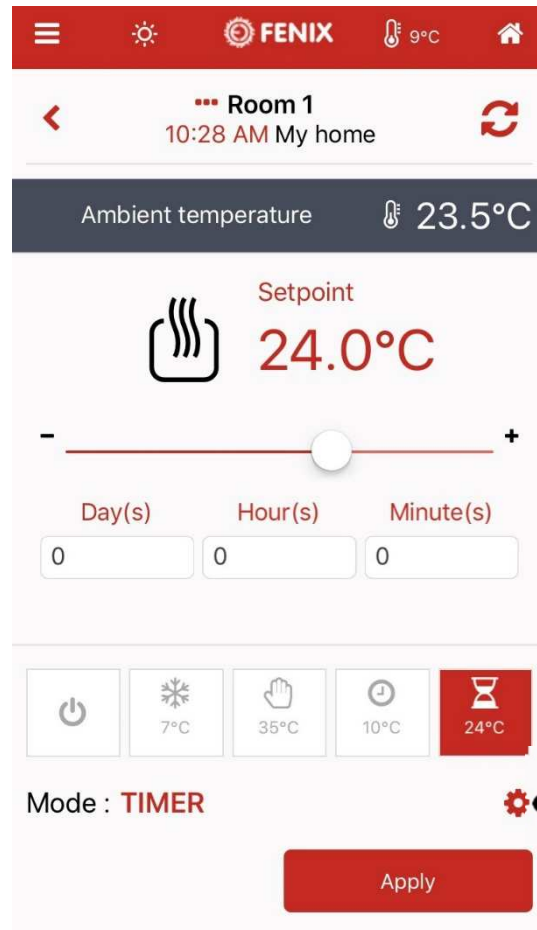 FENIX 9°C
Room 1
10:28 AM My home
Ambient temperature 23.5°C
Setpoint
24.0°C
- +
Day(s) Hour(s) Minute(s)
0 0 0
7°C 35°C 10°C 24°C
Mode : TIMER
Apply